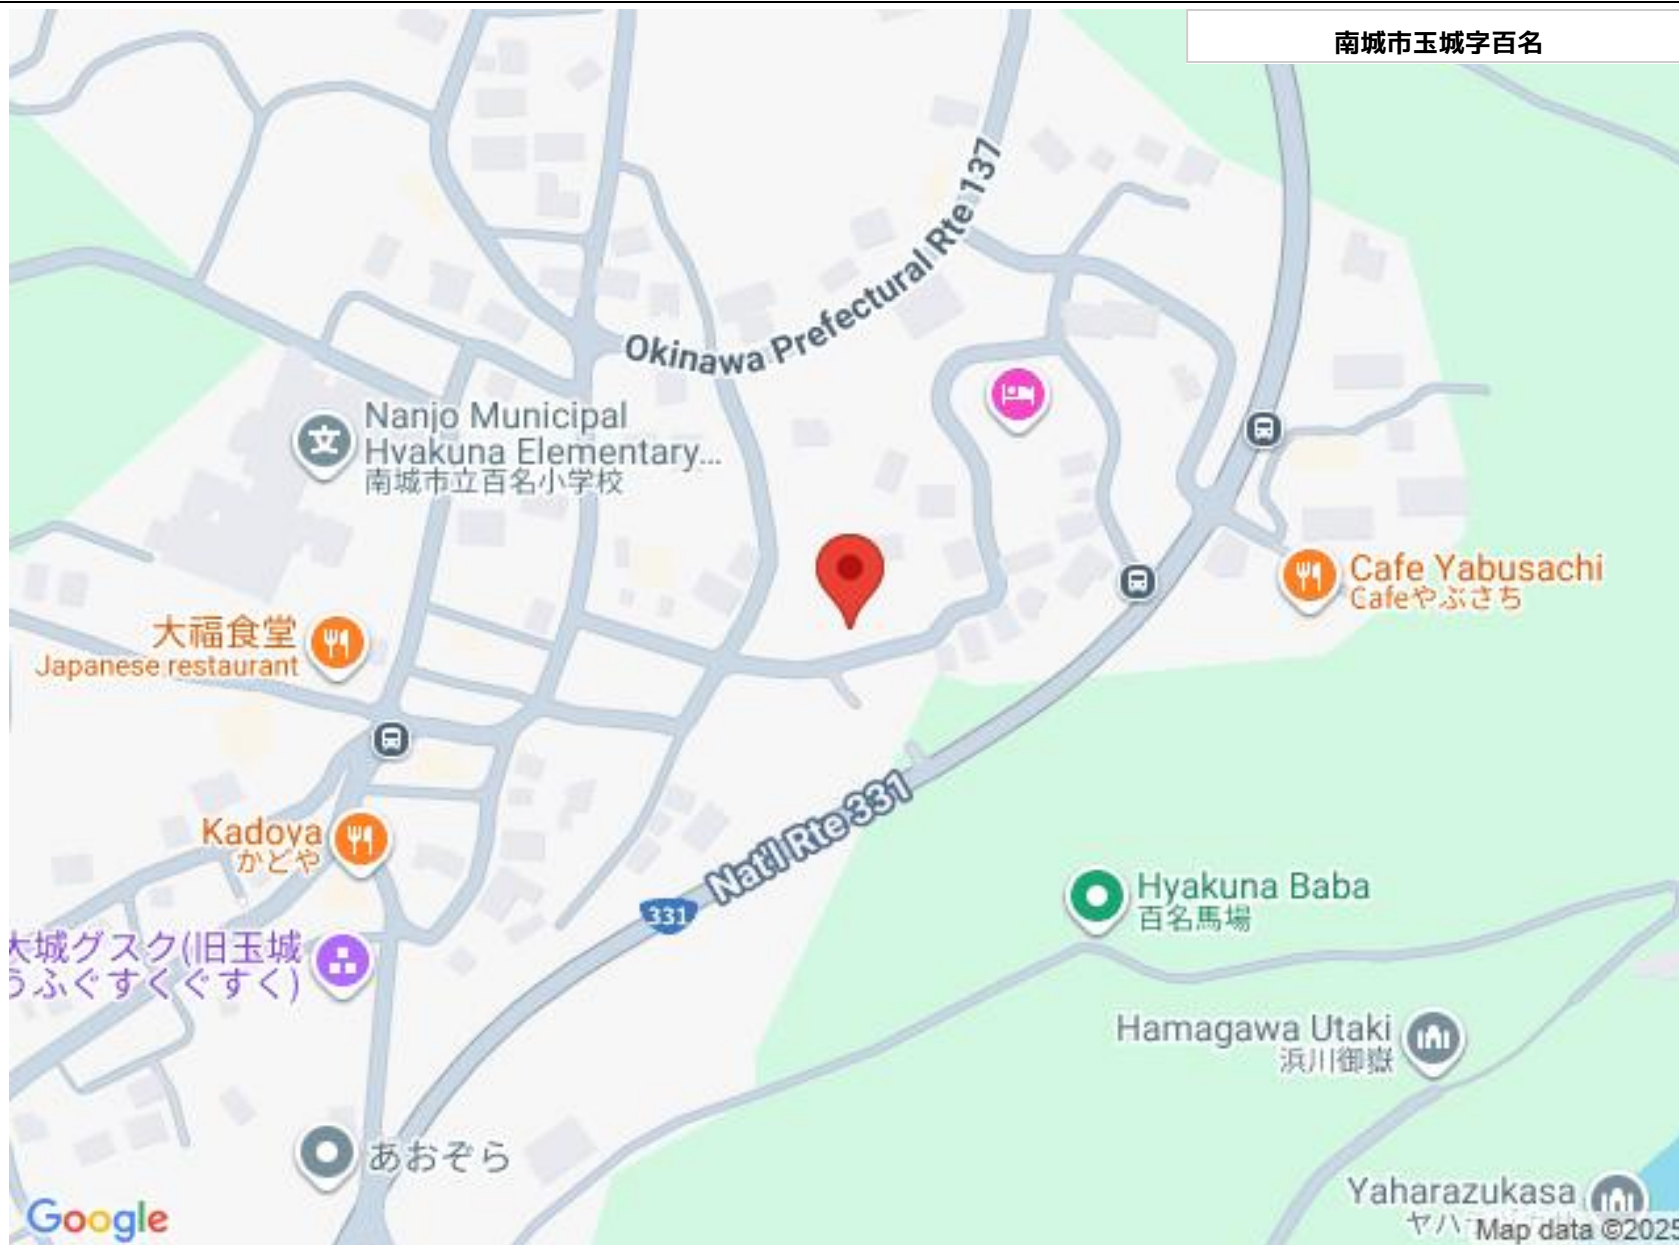 南城市玉城字百名
Okinawa Prefectural Rte 137
Nanjo Municipal
Hyakuna Elementary...
南城市立百名小学校
Cafe Yabusachi
Cafeやぶさち
大福食堂
Japanese restaurant
Kadoya
かどや
Nat'l Rte 331
331
Hyakuna Baba
百名馬場
大城グスク(旧玉城
うふぐすくぐすく)
Hamagawa Utaki
浜川御嶽
あおぞら
Yaharazukasa
Google
Map data ©2025